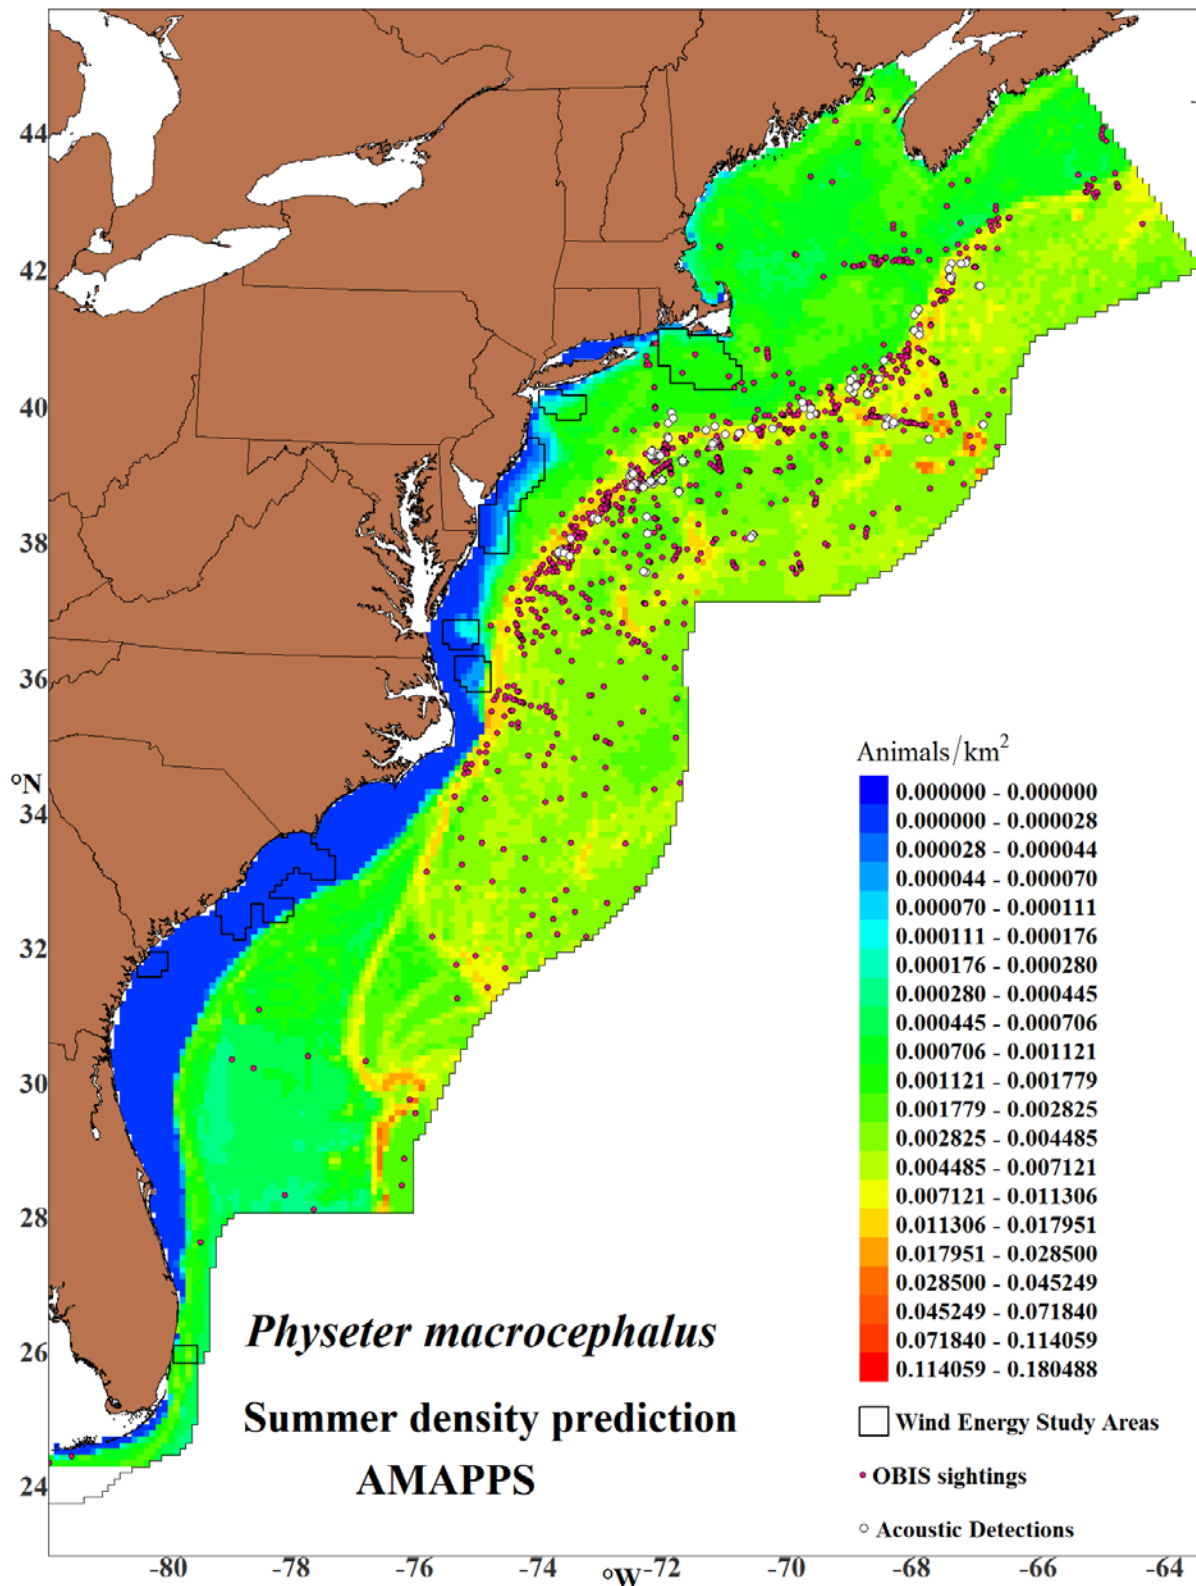 44
42
40
38
36
°N
34
32
30
28
26
24
Animals/km²
0.000000 - 0.000000
0.000000 - 0.000028
0.000028 - 0.000044
0.000044 - 0.000070
0.000070 - 0.000111
0.000111 - 0.000176
0.000176 - 0.000280
0.000280 - 0.000445
0.000445 - 0.000706
0.000706 - 0.001121
0.001121 - 0.001779
0.001779 - 0.002825
0.002825 - 0.004485
0.004485 - 0.007121
0.007121 - 0.011306
0.011306 - 0.017951
0.017951 - 0.028500
0.028500 - 0.045249
0.045249 - 0.071840
0.071840 - 0.114059
0.114059 - 0.180488
Wind Energy Study Areas
OBIS sightings
Acoustic Detections
Physeter macrocephalus
Summer density prediction
AMAPPS
-80 -78 -76 -74 °W -72 -70 -68 -66 -64